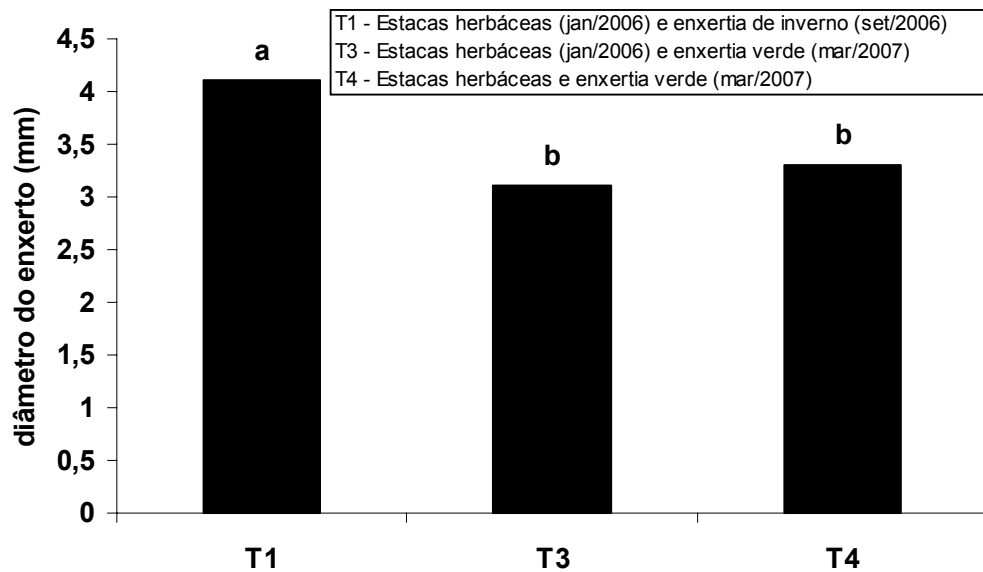 T1 - Estacas herbáceas (jan/2006) e enxertia de inverno (set/2006)
T3 - Estacas herbáceas (jan/2006) e enxertia verde (mar/2007)
T4 - Estacas herbáceas e enxertia verde (mar/2007)
diâmetro do enxerto (mm)
4,5
4
3,5
3
2,5
2
1,5
1
0,5
0
a
b
b
T1
T3
T4